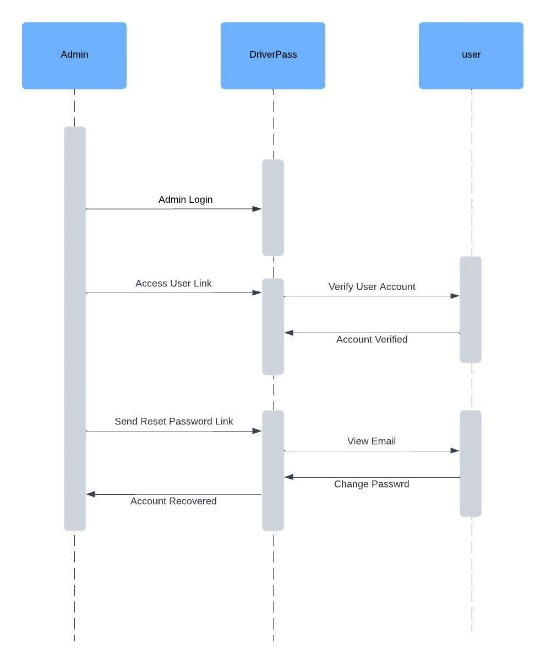 Admin
DriverPass
user
Admin Login
Access User Link
Verify User Account
Account Verified
Send Reset Password Link
View Email
Change Passwrd
Account Recovered